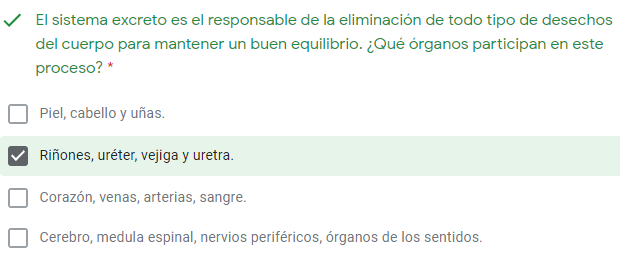 El sistema excreto es el responsable de la eliminación de todo tipo de desechos
del cuerpo para mantener un buen equilibrio. ¿Qué órganos participan en este
proceso? *
Piel, cabello y uñas.
Riñones, uréter, vejiga y uretra.
Corazón, venas, arterias, sangre.
Cerebro, medula espinal, nervios periféricos, órganos de los sentidos.